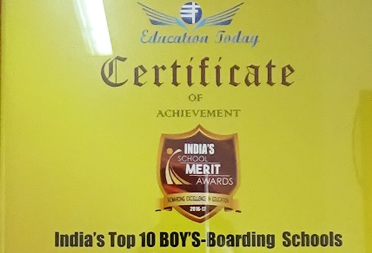 Education Today
Certificate
OF
ACHIEVEMENT
INDIA'S
SCHOOL
MERIT
AWARDS
India's Top 10 BOY'S-Boarding Schools